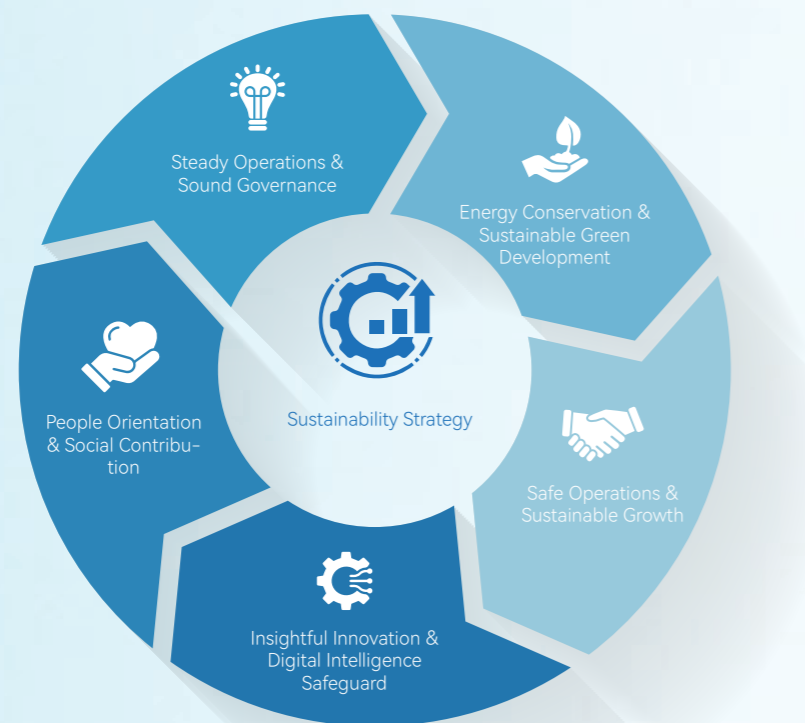 Steady Operations &
Sound Governance
Energy Conservation &
Sustainable Green
Development
Sustainability Strategy
People Orientation
& Social Contribu-
tion
Safe Operations &
Sustainable Growth
Insightful Innovation &
Digital Intelligence
Safeguard